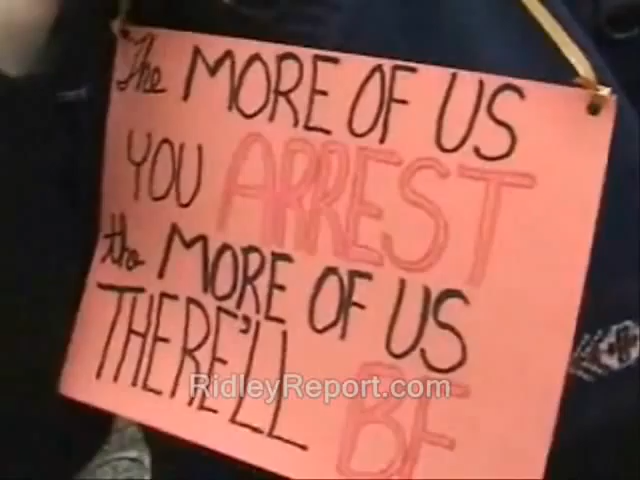 The MORE OF US
YOU ARREST
the MORE OF US
THERE'LL BE
RidleyReport.com